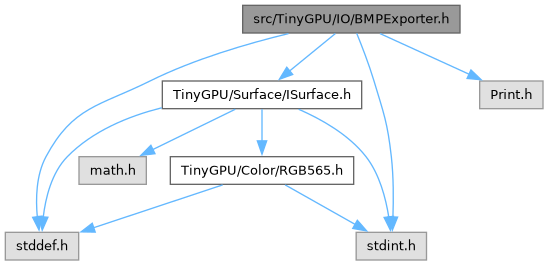 src/TinyGPU/IO/BMPExporter.h
TinyGPU/Surface/ISurface.h
Print.h
math.h
TinyGPU/Color/RGB565.h
stddef.h
stdint.h